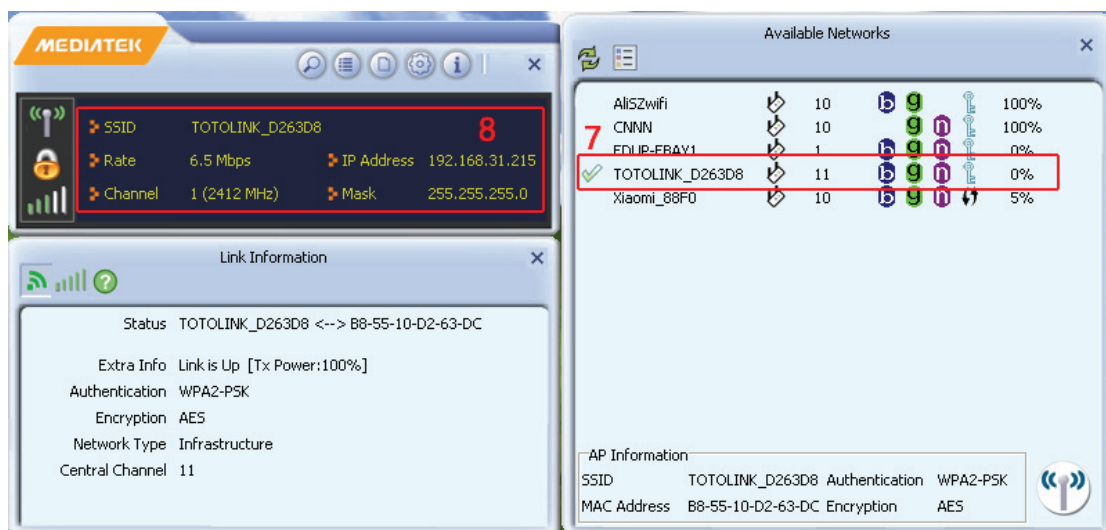 MEDIATEK
SSID TOTOLINK_D263D8 8
Rate 6.5 Mbps IP Address 192.168.31.215
Channel 1 (2412 MHz) Mask 255.255.255.0
Link Information
Status TOTOLINK_D263D8 <--> B8-55-10-D2-63-DC
Extra Info Link is Up [Tx Power:100%]
Authentication WPA2-PSK
Encryption AES
Network Type Infrastructure
Central Channel 11
Available Networks
AliSZwifi 10 b g 100%
CNNN 10 g n 100%
7
EDUP-EBAY1 1 b g n 0%
TOTOLINK_D263D8 11 b g n 0%
Xiaomi_88F0 10 b g n 5%
AP Information
SSID TOTOLINK_D263D8 Authentication WPA2-PSK
MAC Address B8-55-10-D2-63-DC Encryption AES